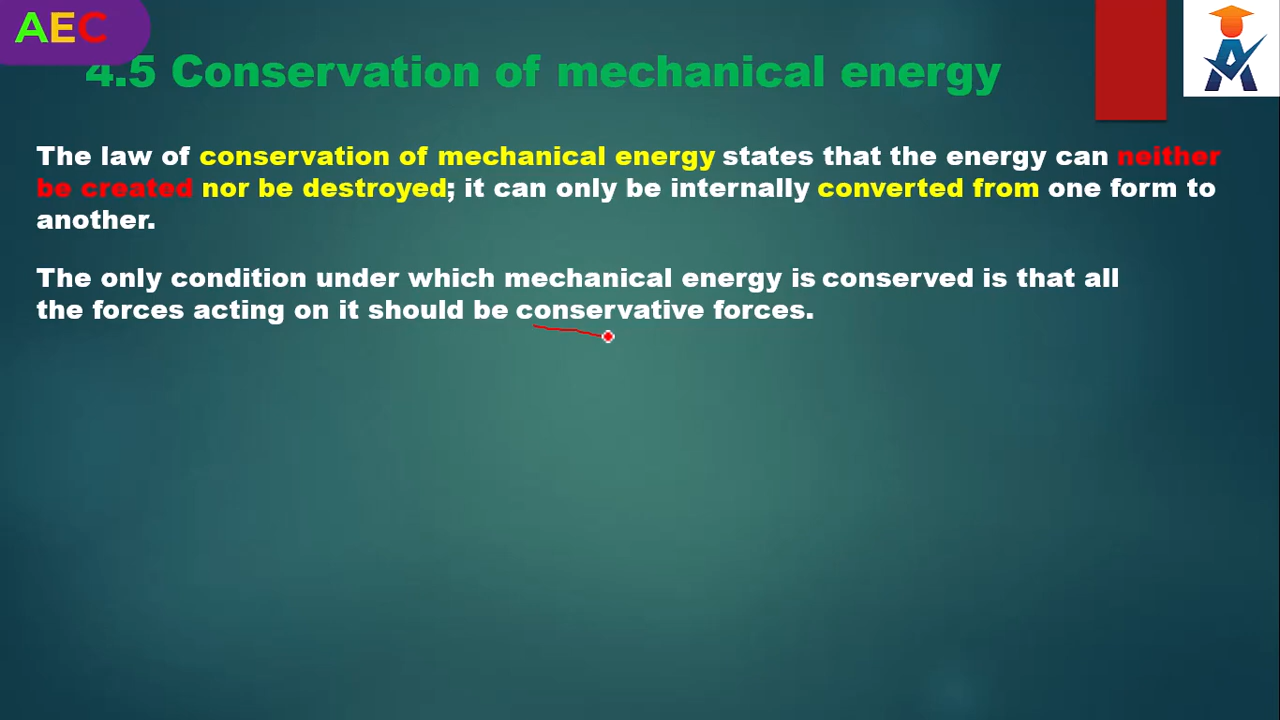 AEC
4.5 Conservation of mechanical energy
The law of conservation of mechanical energy states that the energy can neither
be created nor be destroyed; it can only be internally converted from one form to
another.
The only condition under which mechanical energy is conserved is that all
the forces acting on it should be conservative forces.